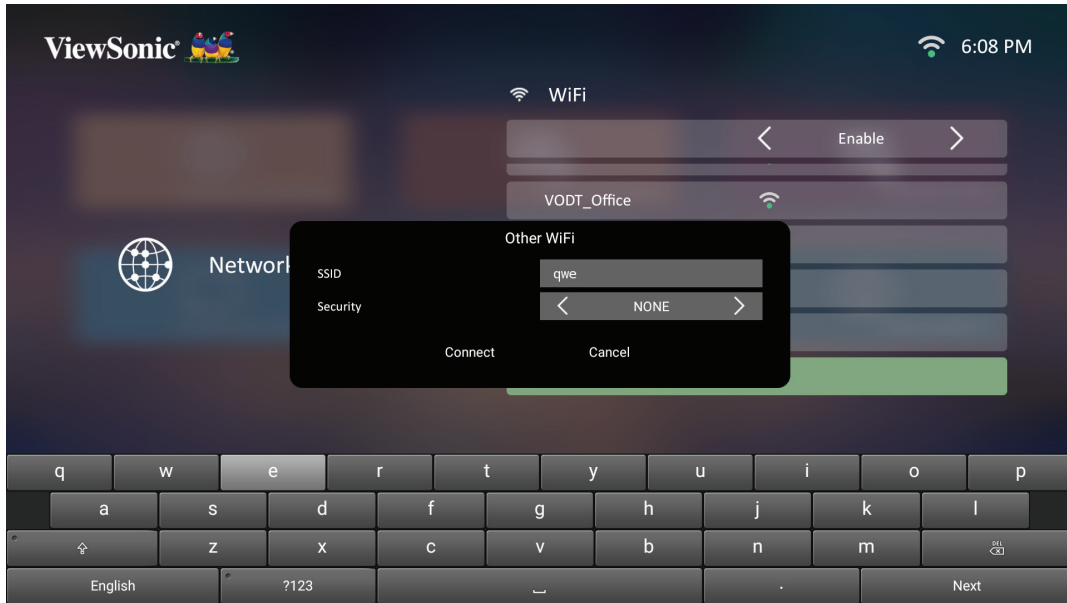 ViewSonic®
6:08 PM
WiFi
Enable
VODT_Office
Network
Other WiFi
SSID
qwe
Security
NONE
Connect
Cancel
q w e r t y u i o p
a s d f g h j k l
z x c v b n m DEL
English ?123 . Next